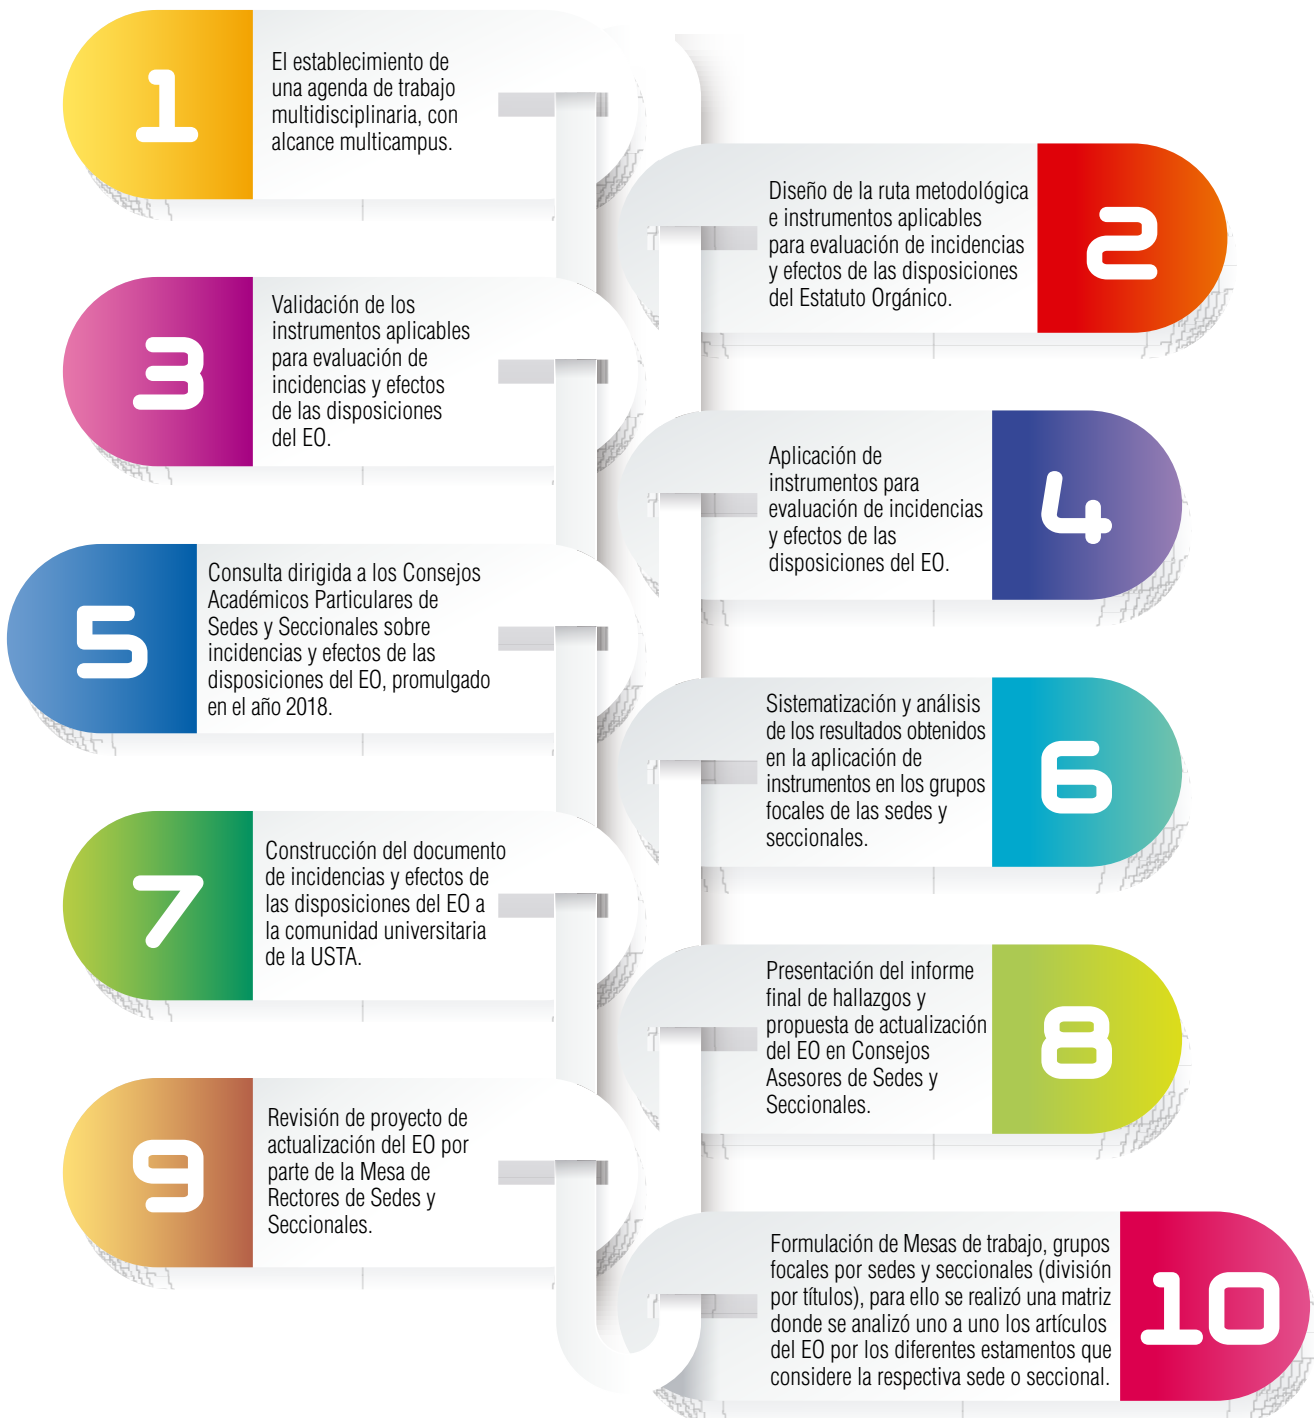 1
El establecimiento de
una agenda de trabajo
multidisciplinaria, con
alcance multicampus.
2
Diseño de la ruta metodológica
e instrumentos aplicables
para evaluación de incidencias
y efectos de las disposiciones
del Estatuto Orgánico.
3
Validación de los
instrumentos aplicables
para evaluación de
incidencias y efectos
de las disposiciones
del EO.
4
Aplicación de
instrumentos para
evaluación de incidencias
y efectos de las
disposiciones del EO.
5
Consulta dirigida a los Consejos
Académicos Particulares de
Sedes y Seccionales sobre
incidencias y efectos de las
disposiciones del EO, promulgado
en el año 2018.
6
Sistematización y análisis
de los resultados obtenidos
en la aplicación de
instrumentos en los grupos
focales de las sedes y
seccionales.
7
Construcción del documento
de incidencias y efectos de
las disposiciones del EO a
la comunidad universitaria
de la USTA.
8
Presentación del informe
final de hallazgos y
propuesta de actualización
del EO en Consejos
Asesores de Sedes y
Seccionales.
9
Revisión de proyecto de
actualización del EO por
parte de la Mesa de
Rectores de Sedes y
Seccionales.
10
Formulación de Mesas de trabajo, grupos
focales por sedes y seccionales (división
por títulos), para ello se realizó una matriz
donde se analizó uno a uno los artículos
del EO por los diferentes estamentos que
considere la respectiva sede o seccional.